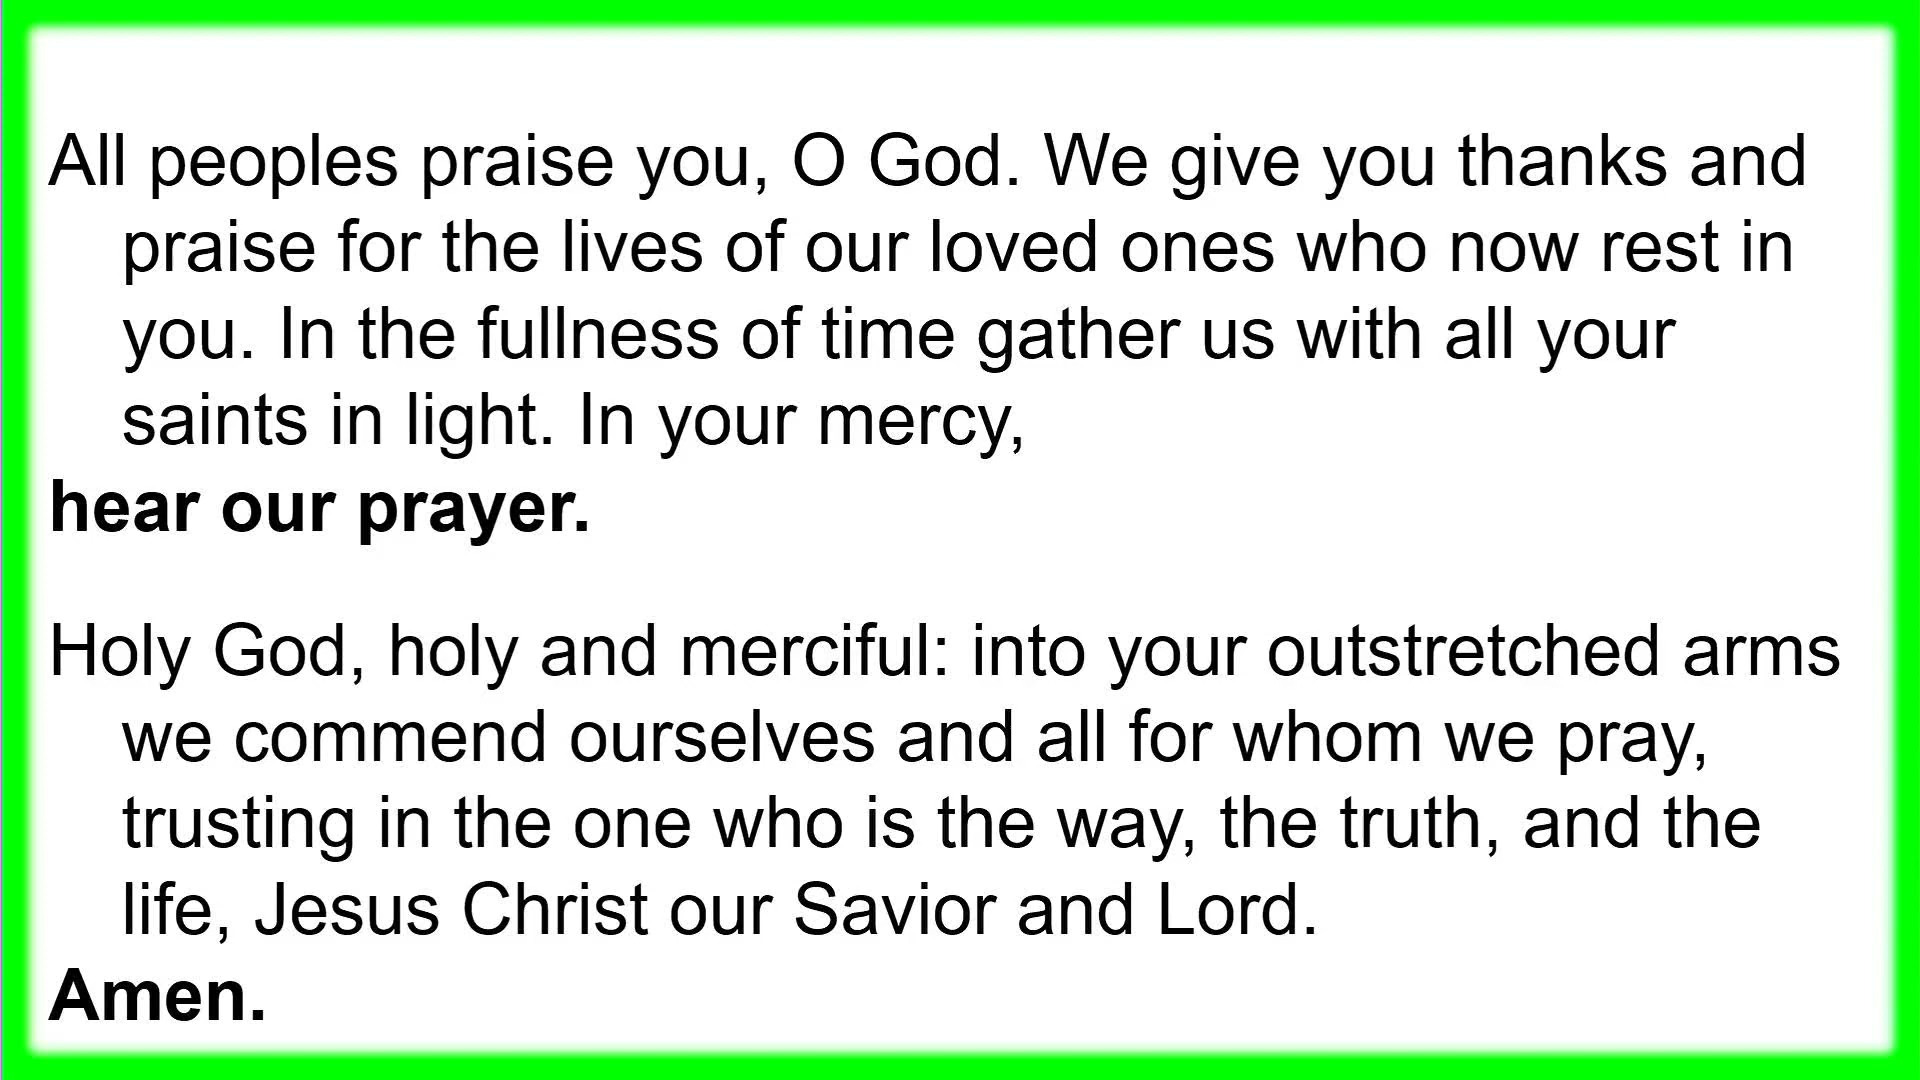 All peoples praise you, O God. We give you thanks and
praise for the lives of our loved ones who now rest in
you. In the fullness of time gather us with all your
saints in light. In your mercy,
hear our prayer.
Holy God, holy and merciful: into your outstretched arms
we commend ourselves and all for whom we pray,
trusting in the one who is the way, the truth, and the
life, Jesus Christ our Savior and Lord.
Amen.